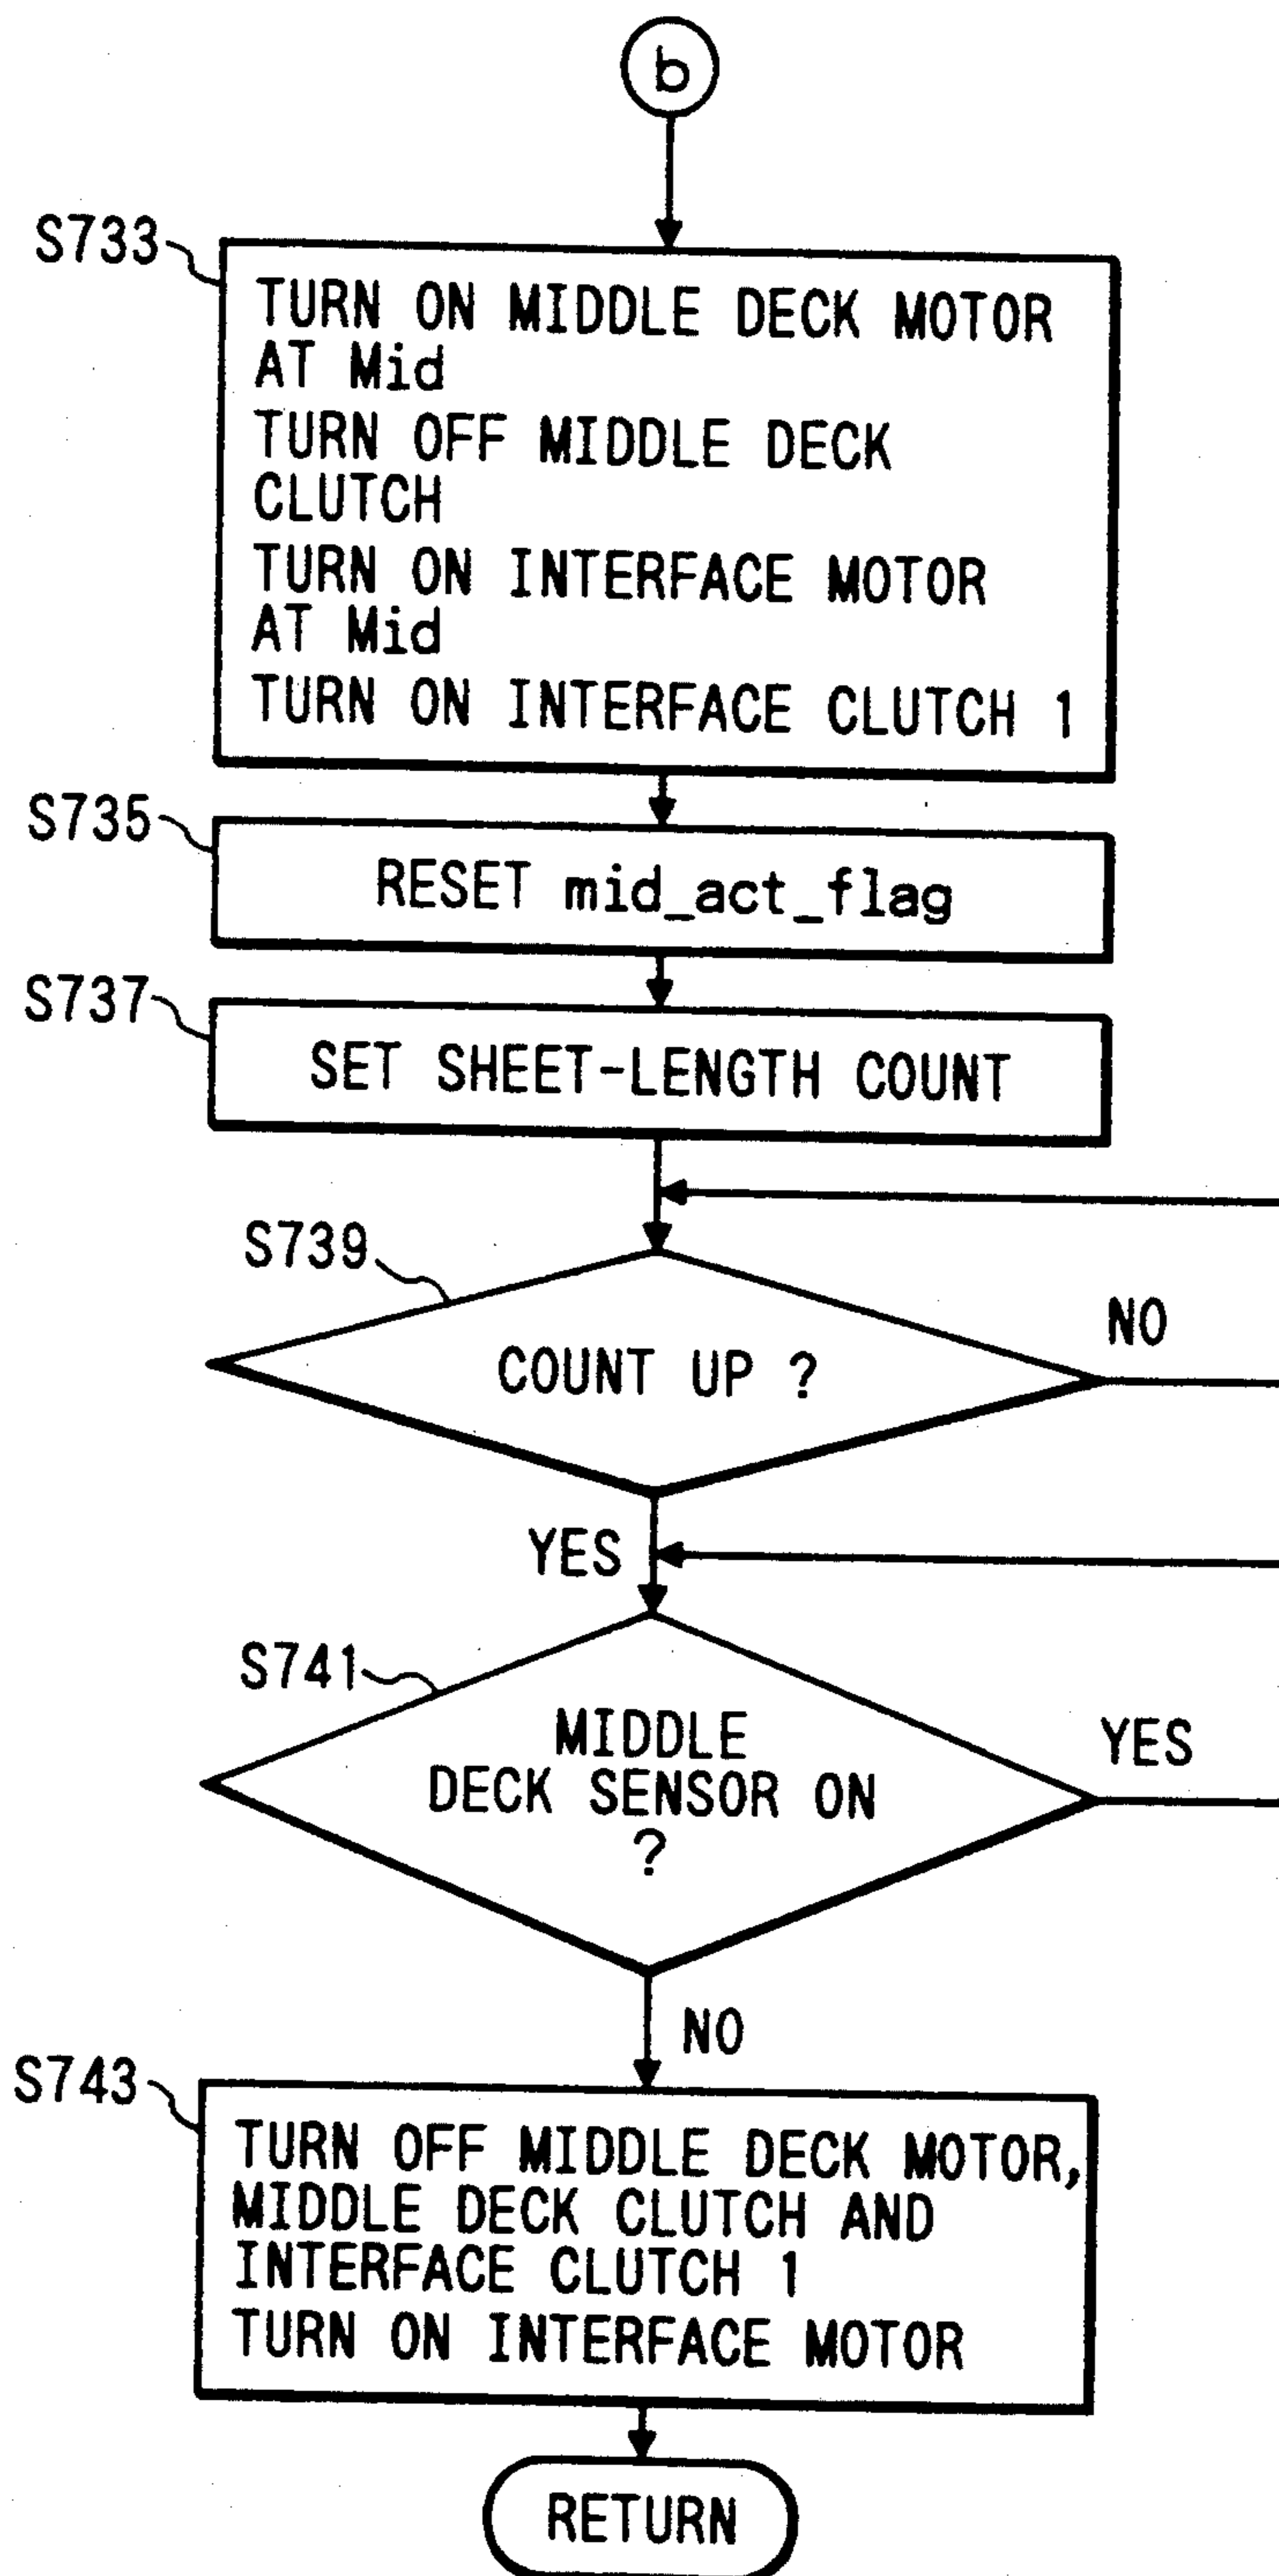 b
S733
TURN ON MIDDLE DECK MOTOR
AT Mid
TURN OFF MIDDLE DECK
CLUTCH
TURN ON INTERFACE MOTOR
AT Mid
TURN ON INTERFACE CLUTCH 1
S735
RESET mid_act_flag
S737
SET SHEET-LENGTH COUNT
S739
COUNT UP ?
NO
YES
S741
MIDDLE
DECK SENSOR ON
?
YES
NO
S743
TURN OFF MIDDLE DECK MOTOR,
MIDDLE DECK CLUTCH AND
INTERFACE CLUTCH 1
TURN ON INTERFACE MOTOR
RETURN